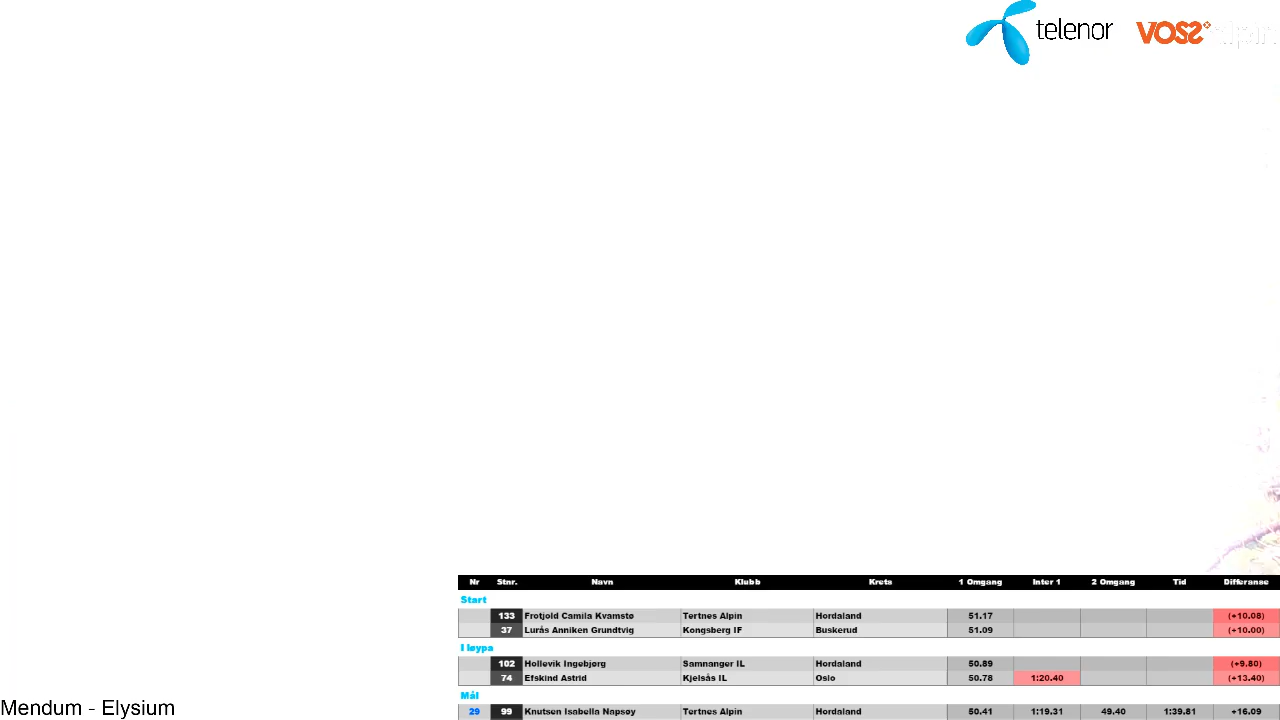 telenor VOSS alpin
Nr Stnr. Navn Klubb Krets 1 Omgang Inter 1 2 Omgang Tid Differanse
Start
133 Frotjold Camila Kvamstø Tertnes Alpin Hordaland 51.17 (+10.08)
37 Lurås Anniken Grundtvig Kongsberg IF Buskerud 51.09 (+10.00)
I løypa
102 Hollevik Ingebjørg Samnanger IL Hordaland 50.89 (+9.80)
74 Efskind Astrid Kjelsås IL Oslo 50.78 1:20.40 (+13.40)
Mål
29 99 Knutsen Isabella Napsøy Tertnes Alpin Hordaland 50.41 1:19.31 49.40 1:39.81 +16.09
Mendum - Elysium